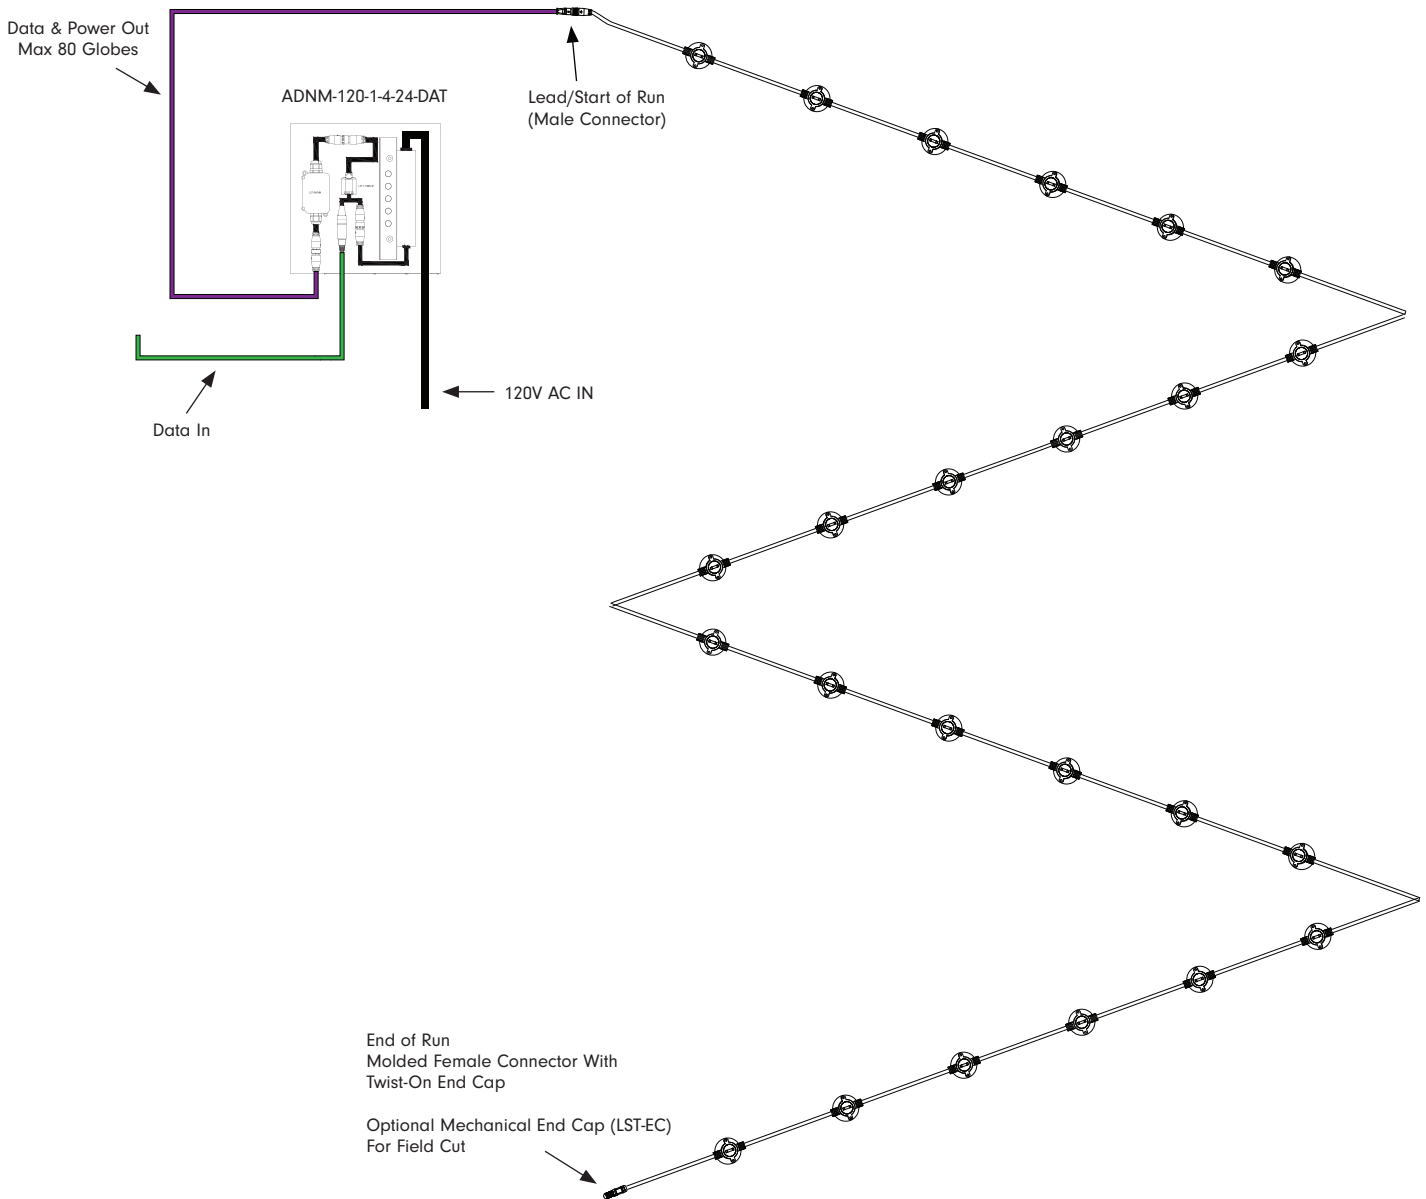 Data & Power Out
Max 80 Globes
ADNM-120-1-4-24-DAT
Lead/Start of Run
(Male Connector)
120V AC IN
Data In
End of Run
Molded Female Connector With
Twist-On End Cap
Optional Mechanical End Cap (LST-EC)
For Field Cut